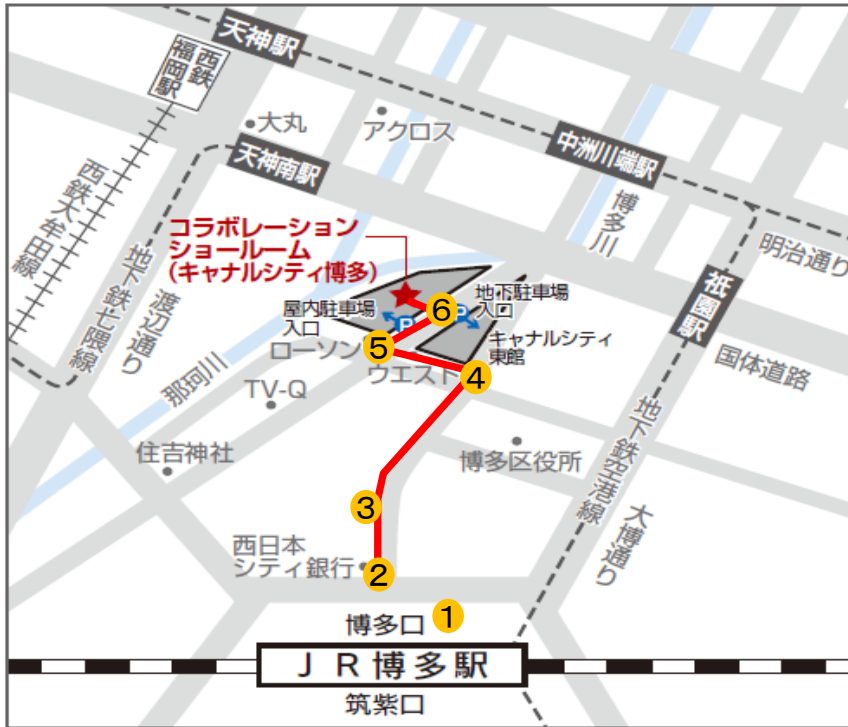 天神駅
西鉄
福岡駅
大丸
アクロス
天神南駅
中洲川端駅
博多川
明治通り
西鉄大牟田線
地下鉄七隈線
渡辺通り
コラボレーション
ショールーム
(キャナルシティ博多)
祇園駅
屋内駐車場
入口
P
6
P
地下駐車場
入口
5
ローソン
ウエスト
4
キャナルシティ
東館
国体道路
那珂川
TV-Q
住吉神社
博多区役所
地下鉄空港線
大博通り
3
西日本
シティ銀行
2
1
博多口
JR博多駅
筑紫口